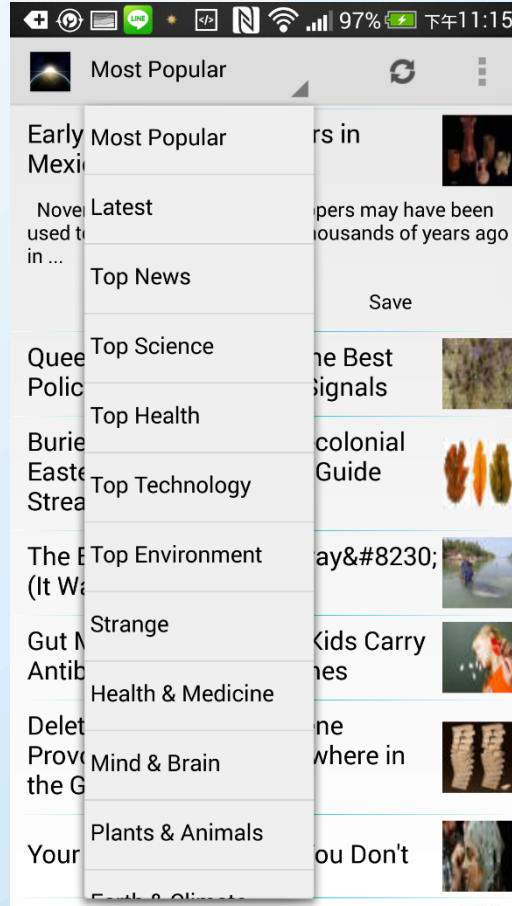 97% 下午11:15
Most Popular
Most Popular
Latest
Top News
Top Science
Top Health
Top Technology
Top Environment
Strange
Health & Medicine
Mind & Brain
Plants & Animals
Early rs in
Mexi
Nove ppers may have been
used t housands of years ago
in ...
Save
Quee he Best
Polic Signals
Burie colonial
Easte Guide
Strea
The ay&#8230;
(It Wa
Gut Kids Carry
Antib nes
Delet ne
Prov where in
the G
Your ou Don't